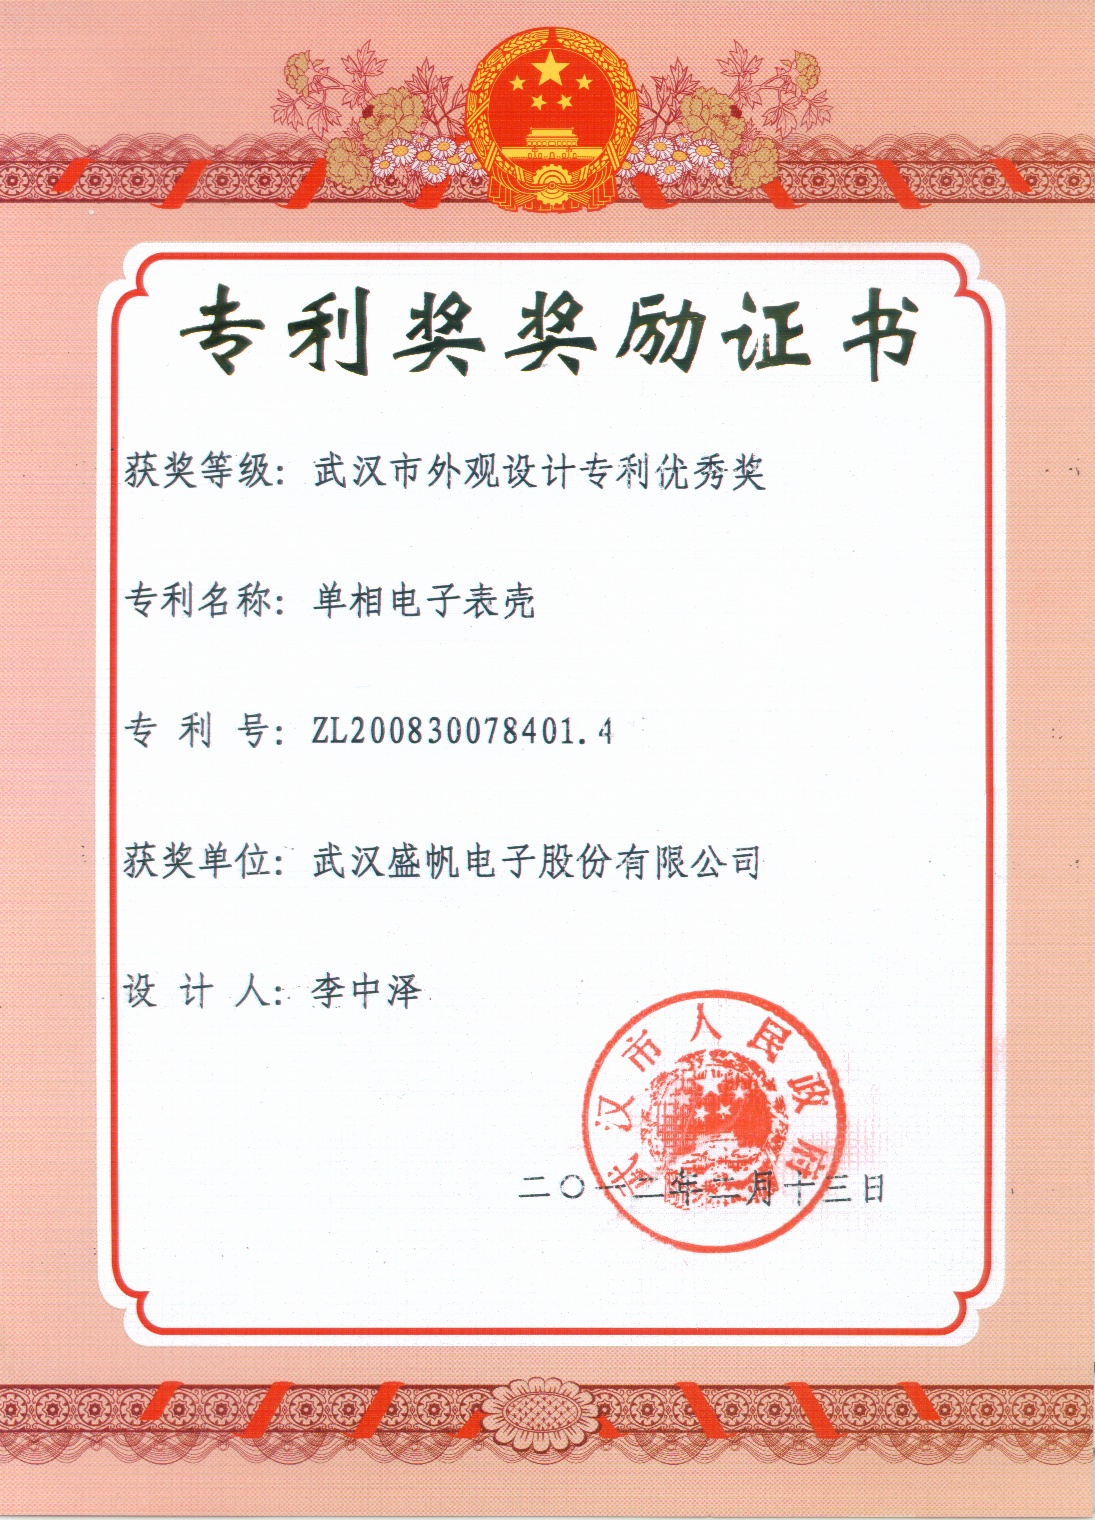 专利奖奖励证书
获奖等级：武汉市外观设计专利优秀奖
专利名称：单相电子表壳
专 利 号：ZL200830078401.4
获奖单位：武汉盛帆电子股份有限公司
设 计 人：李中泽
武汉市人民政府
二〇一二年二月十三日